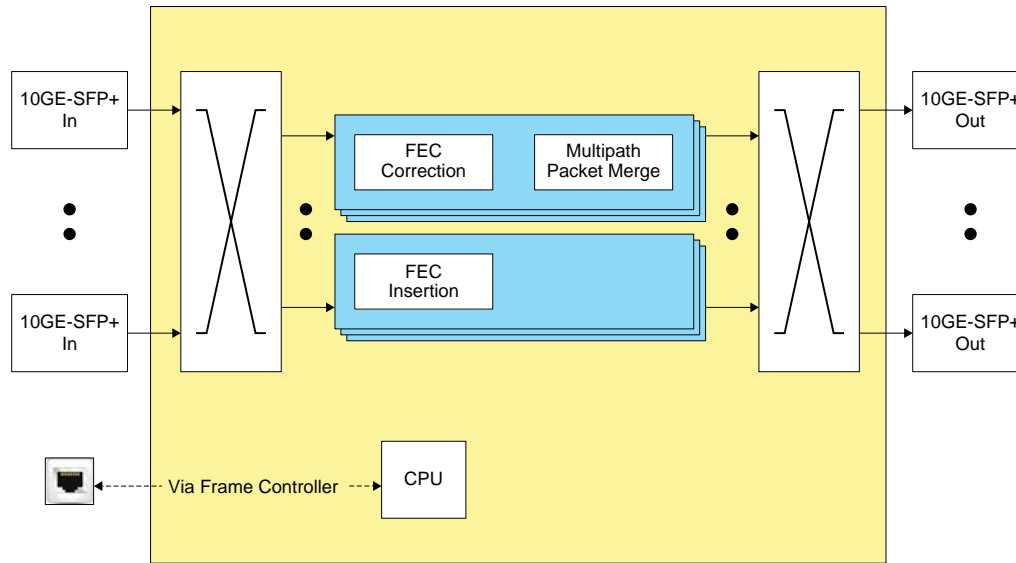 10GE-SFP+
In
10GE-SFP+
Out
FEC
Correction
Multipath
Packet Merge
FEC
Insertion
10GE-SFP+
In
10GE-SFP+
Out
Via Frame Controller
CPU